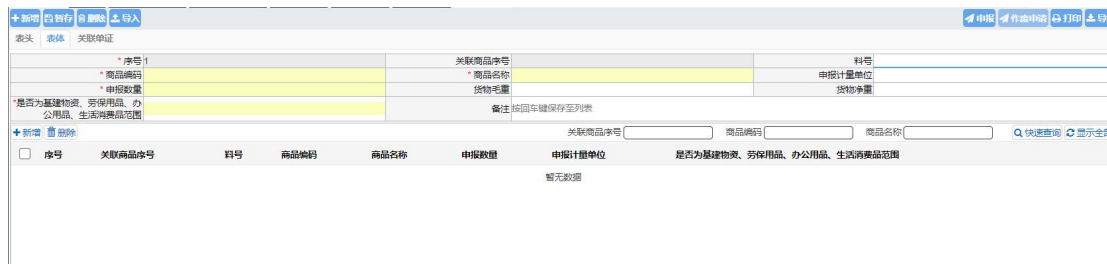 新增 暂存 删除 导入 申报 作废申请 打印 导
表头 表体 关联单证
* 序号 1 关联商品序号 料号
* 商品编码 * 商品名称 申报计量单位
* 申报数量 货物毛重 货物净重
*是否为基建物资、劳保用品、办
公用品、生活消费品范围 备注 按回车键保存至列表
新增 删除 关联商品序号 商品编码 商品名称 快速查询 显示全部
序号 关联商品序号 料号 商品编码 商品名称 申报数量 申报计量单位 是否为基建物资、劳保用品、办公用品、生活消费品范围
暂无数据